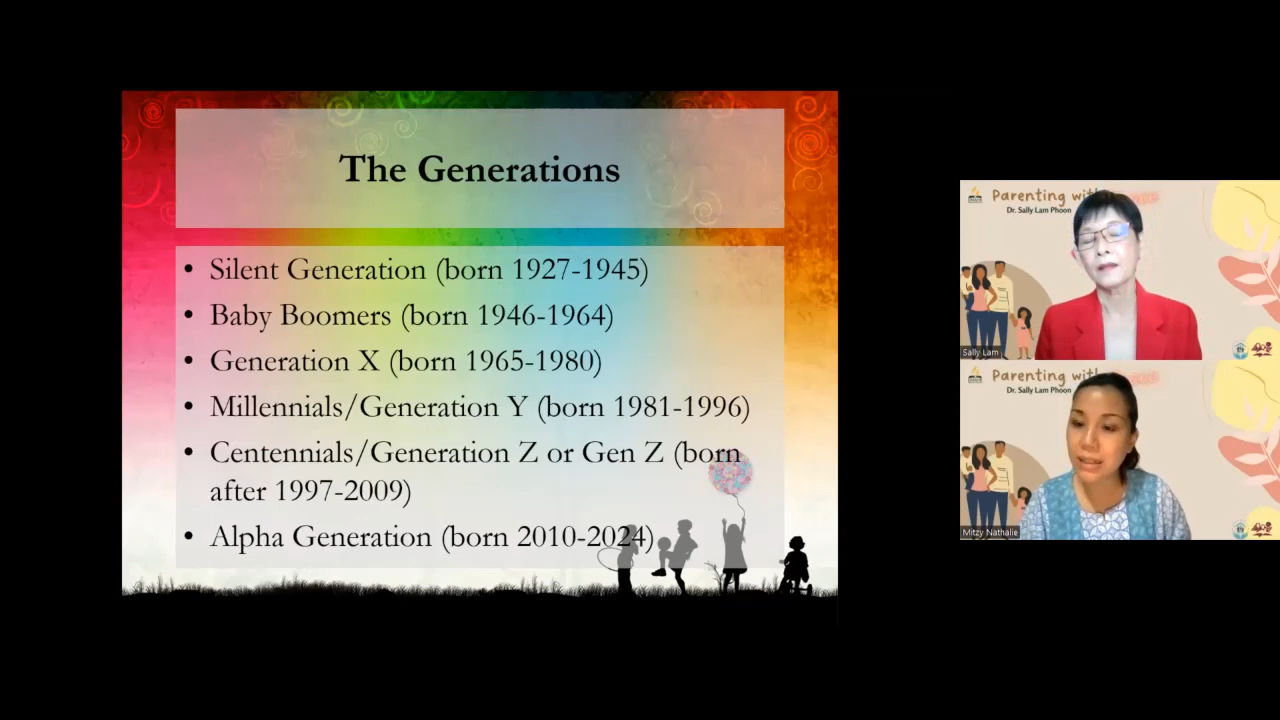 The Generations
• Silent Generation (born 1927-1945)
• Baby Boomers (born 1946-1964)
• Generation X (born 1965-1980)
• Millennials/Generation Y (born 1981-1996)
• Centennials/Generation Z or Gen Z (born
after 1997-2009)
• Alpha Generation (born 2010-2024)
Parenting with
Dr. Sally Lam Phoon
Sally Lam
Parenting with
Dr. Sally Lam Phoon
Mitzy Nathalie